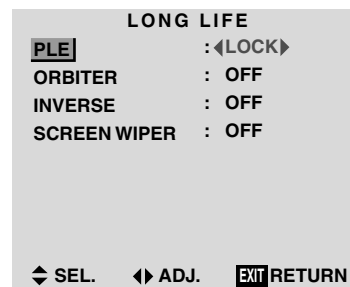 LONG LIFE
PLE : ◀LOCK▶
ORBITER : OFF
INVERSE : OFF
SCREEN WIPER : OFF
SEL. ADJ. EXIT RETURN